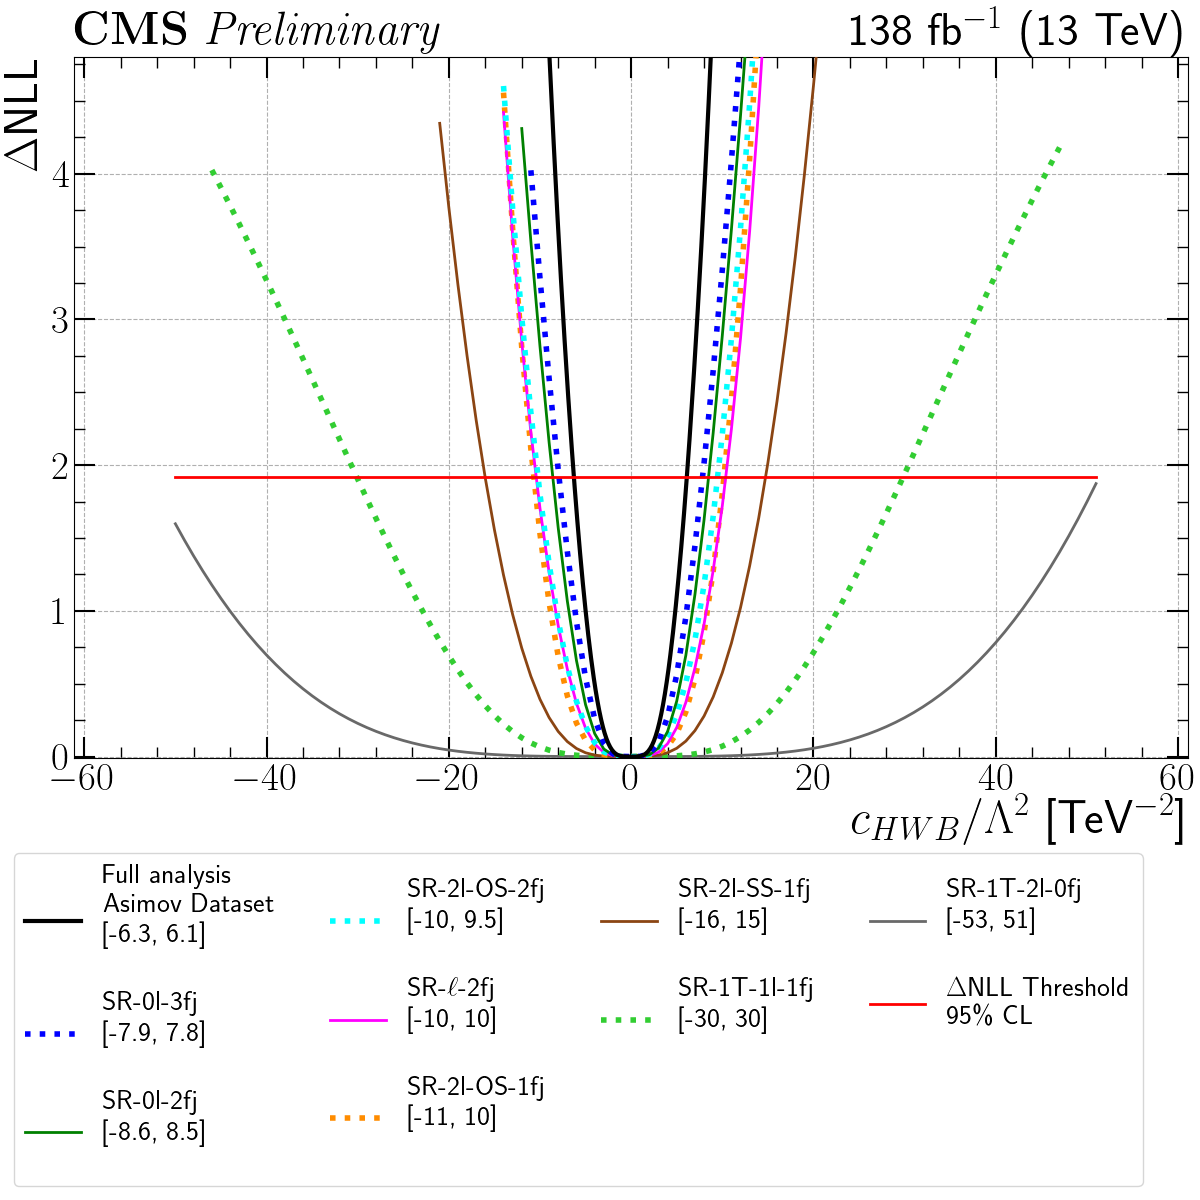 CMS Preliminary 138 fb⁻¹ (13 TeV)
ΔNLL
4
3
2
1
0
−60 −40 −20 0 20 40 60
c_{HWB}/Λ² [TeV⁻²]
Full analysis
Asimov Dataset
[-6.3, 6.1]
SR-0l-3fj
[-7.9, 7.8]
SR-0l-2fj
[-8.6, 8.5]
SR-2l-OS-2fj
[-10, 9.5]
SR-ℓ-2fj
[-10, 10]
SR-2l-OS-1fj
[-11, 10]
SR-2l-SS-1fj
[-16, 15]
SR-1T-1l-1fj
[-30, 30]
SR-1T-2l-0fj
[-53, 51]
ΔNLL Threshold
95% CL